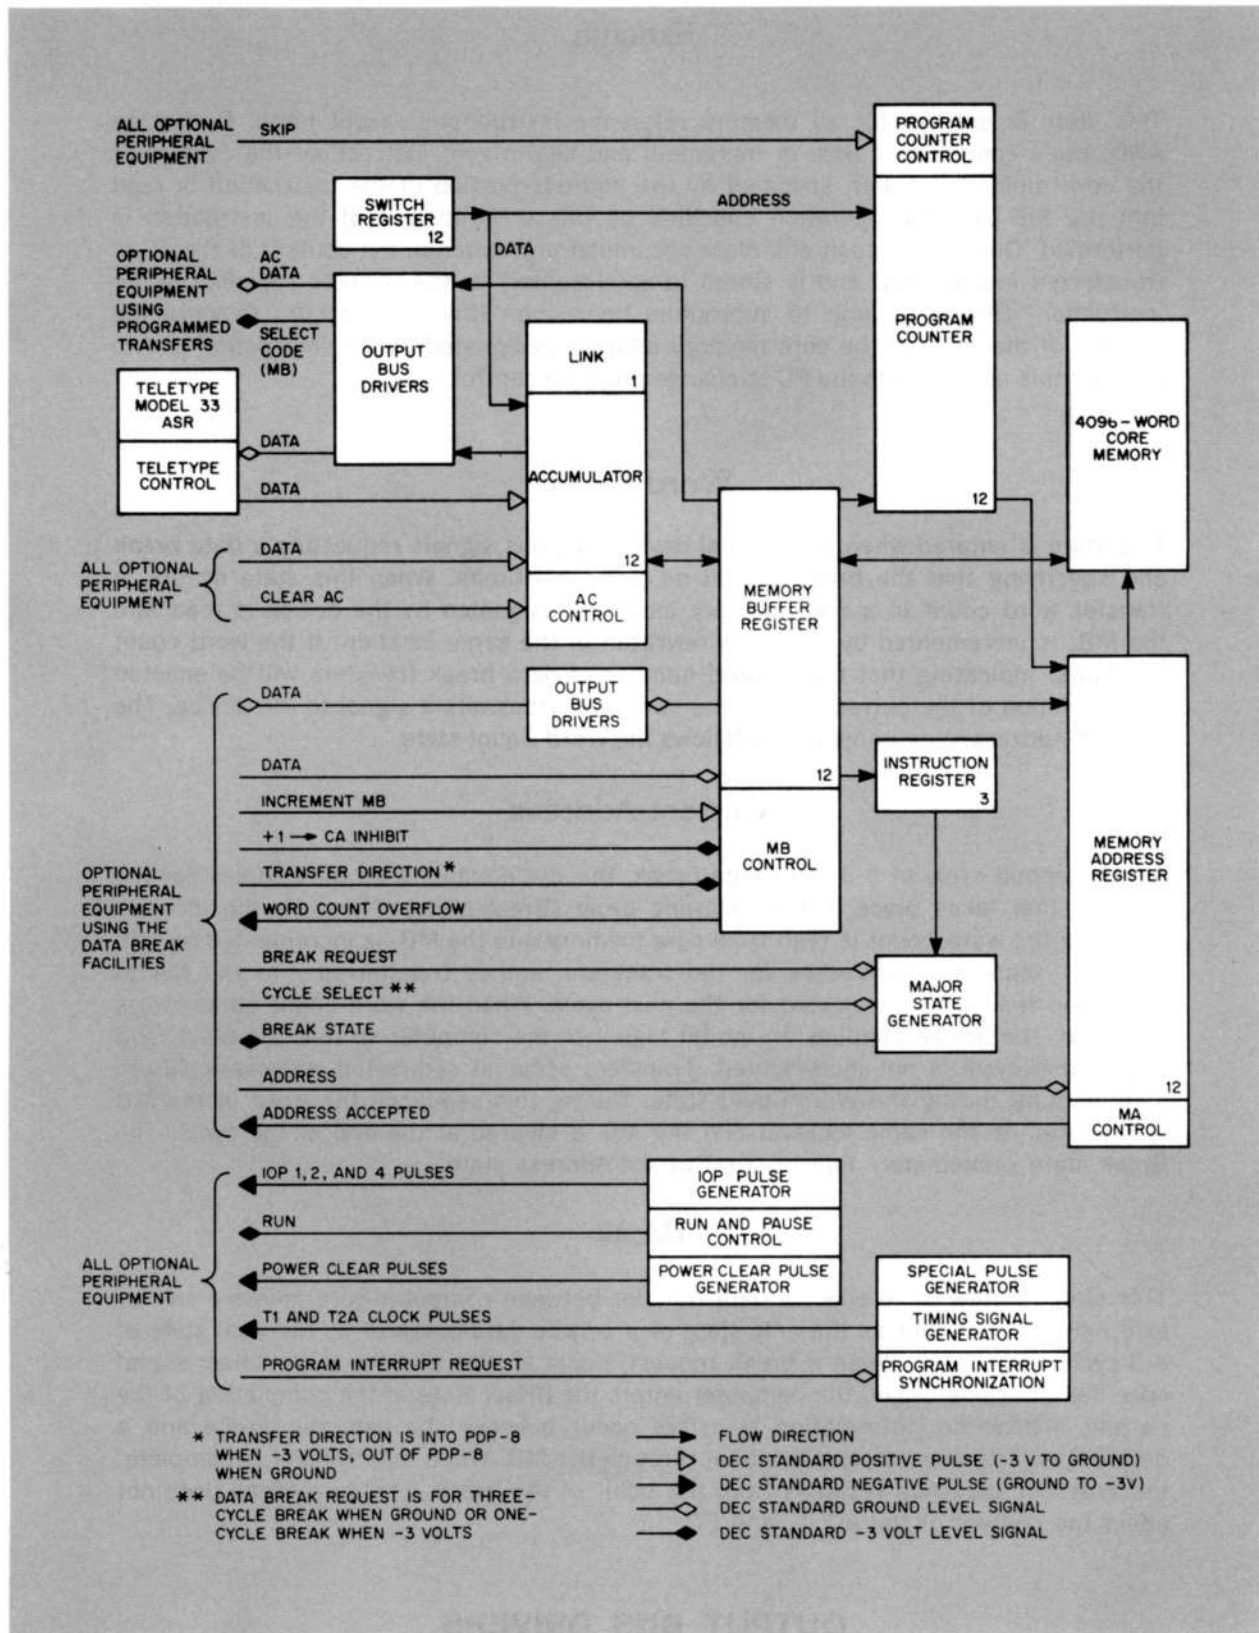 ALL OPTIONAL
PERIPHERAL
EQUIPMENT
SKIP
PROGRAM
COUNTER
CONTROL
SWITCH
REGISTER
12
ADDRESS
DATA
OPTIONAL
PERIPHERAL
EQUIPMENT
USING
PROGRAMMED
TRANSFERS
AC
DATA
SELECT
CODE
(MB)
OUTPUT
BUS
DRIVERS
LINK
1
PROGRAM
COUNTER
12
TELETYPE
MODEL 33
ASR
TELETYPE
CONTROL
DATA
DATA
ACCUMULATOR
12
4096-WORD
CORE
MEMORY
ALL OPTIONAL
PERIPHERAL
EQUIPMENT
DATA
CLEAR AC
AC
CONTROL
MEMORY
BUFFER
REGISTER
12
OUTPUT
BUS
DRIVERS
INSTRUCTION
REGISTER
3
OPTIONAL
PERIPHERAL
EQUIPMENT
USING THE
DATA BREAK
FACILITIES
DATA
DATA
INCREMENT MB
+1 → CA INHIBIT
TRANSFER DIRECTION *
WORD COUNT OVERFLOW
BREAK REQUEST
CYCLE SELECT **
BREAK STATE
ADDRESS
ADDRESS ACCEPTED
MB
CONTROL
MAJOR
STATE
GENERATOR
MEMORY
ADDRESS
REGISTER
12
MA
CONTROL
ALL OPTIONAL
PERIPHERAL
EQUIPMENT
IOP 1, 2, AND 4 PULSES
RUN
POWER CLEAR PULSES
T1 AND T2A CLOCK PULSES
PROGRAM INTERRUPT REQUEST
IOP PULSE
GENERATOR
RUN AND PAUSE
CONTROL
POWER CLEAR PULSE
GENERATOR
SPECIAL PULSE
GENERATOR
TIMING SIGNAL
GENERATOR
PROGRAM INTERRUPT
SYNCHRONIZATION
* TRANSFER DIRECTION IS INTO PDP-8
WHEN -3 VOLTS, OUT OF PDP-8
WHEN GROUND
** DATA BREAK REQUEST IS FOR THREE-
CYCLE BREAK WHEN GROUND OR ONE-
CYCLE BREAK WHEN -3 VOLTS
FLOW DIRECTION
DEC STANDARD POSITIVE PULSE (-3 V TO GROUND)
DEC STANDARD NEGATIVE PULSE (GROUND TO -3V)
DEC STANDARD GROUND LEVEL SIGNAL
DEC STANDARD -3 VOLT LEVEL SIGNAL